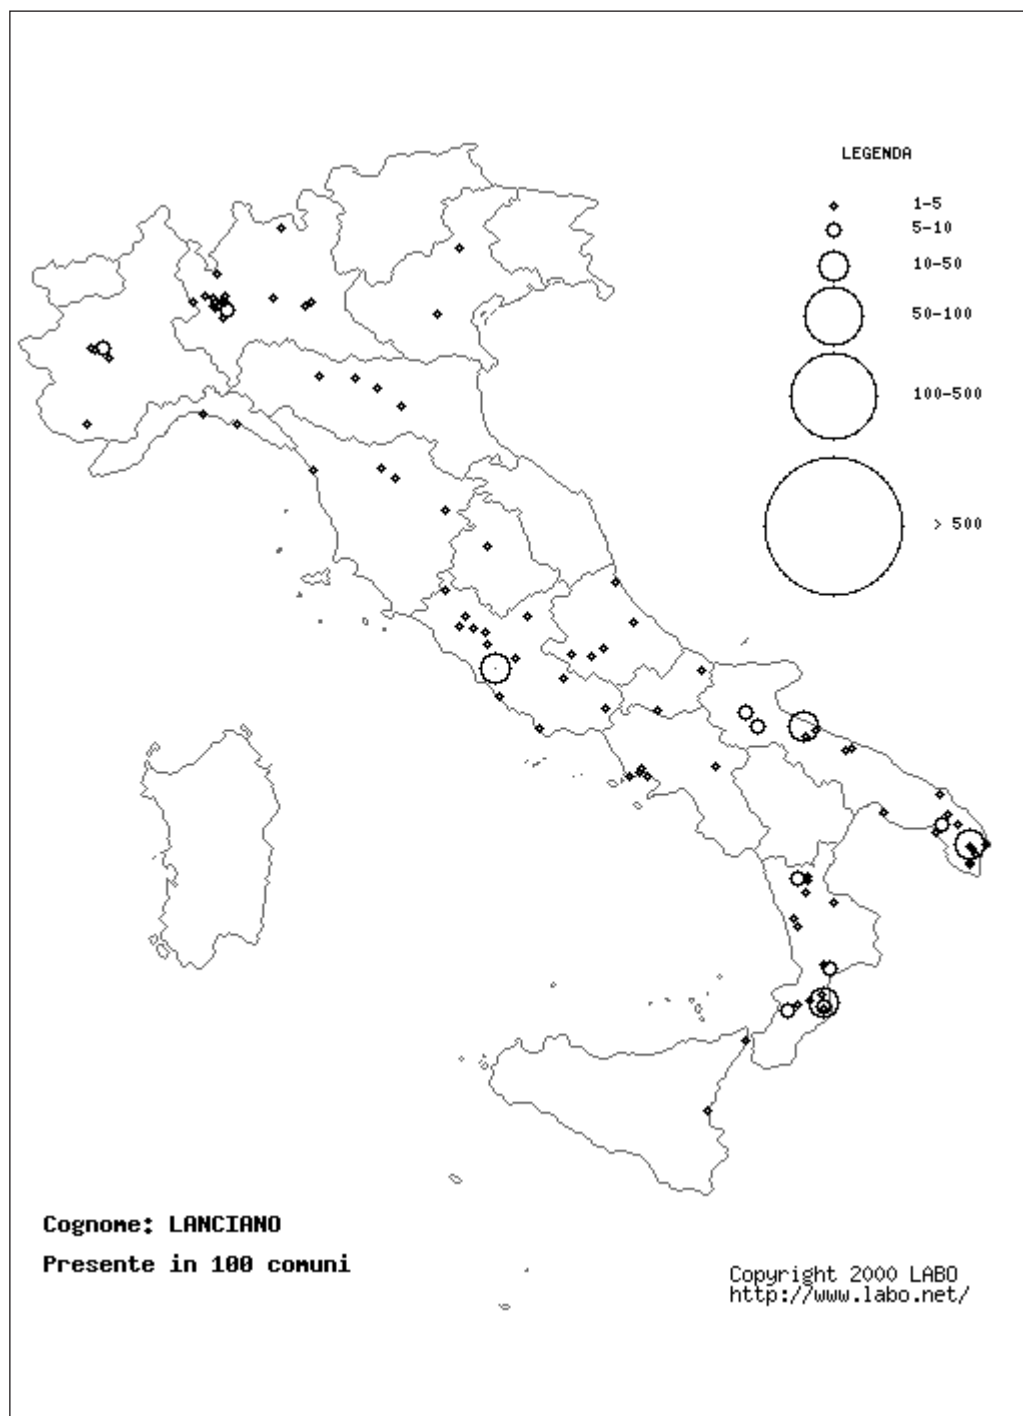 LEGENDA
1-5
5-10
10-50
50-100
100-500
> 500
Cognome: LANCIANO
Presente in 100 comuni
Copyright 2000 LABO
http://www.labo.net/